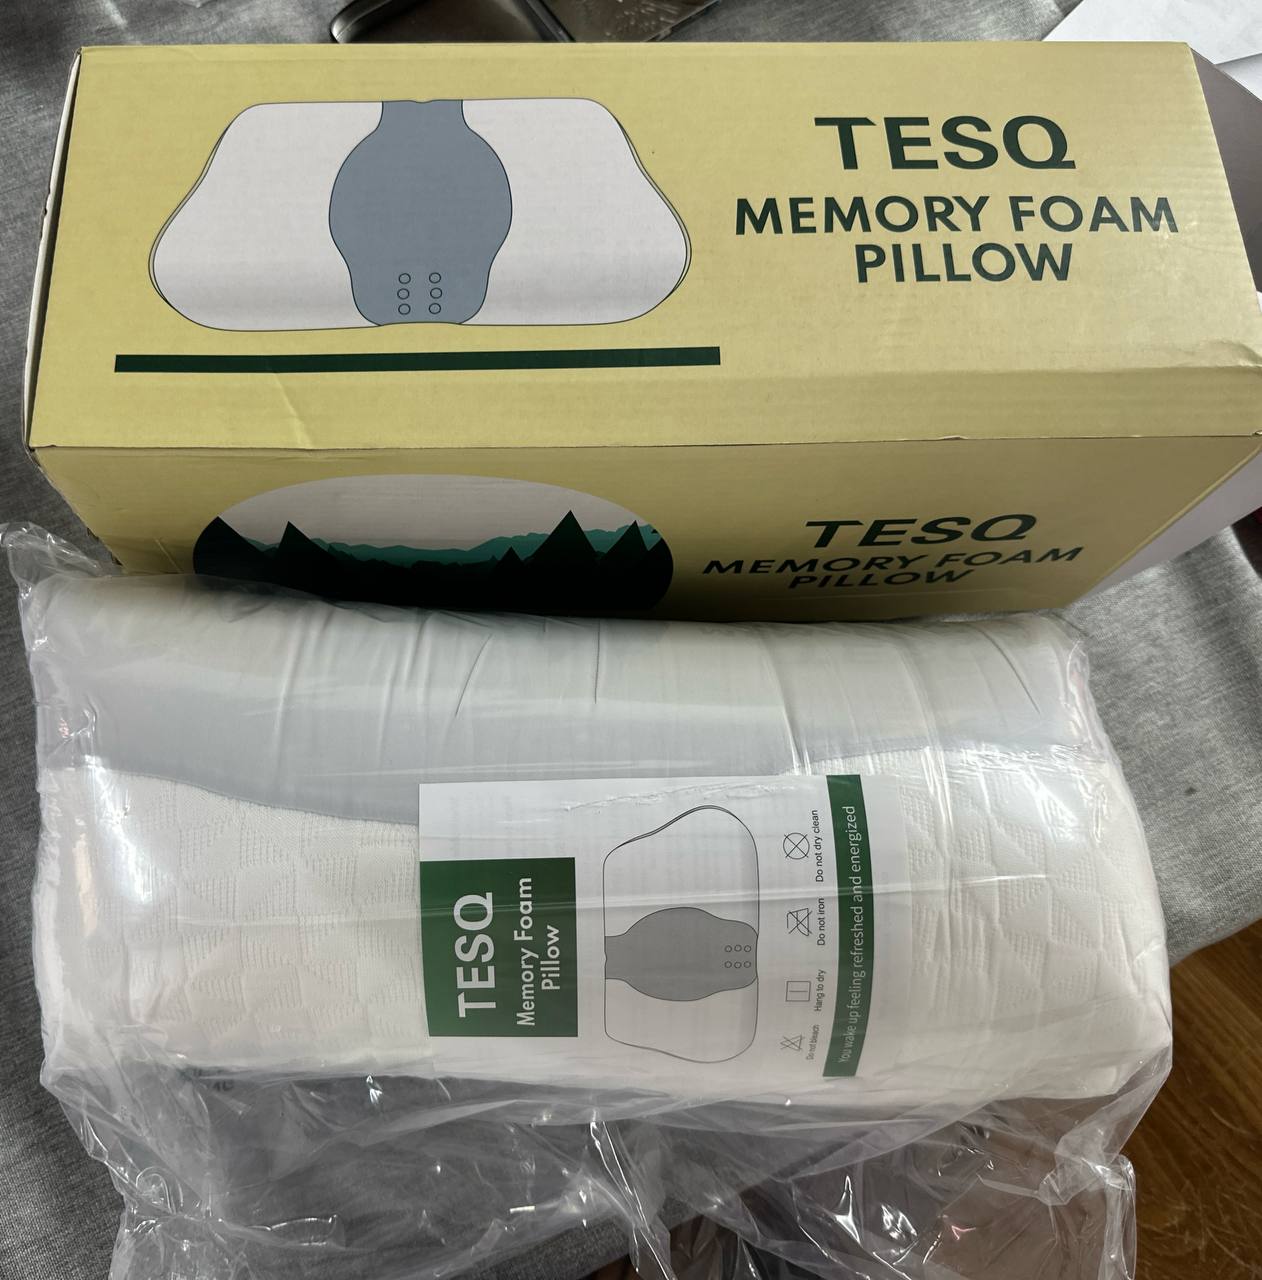 TESQ
MEMORY FOAM
PILLOW
TESQ
MEMORY FOAM
PILLOW
TESQ
Memory Foam
Pillow
Do not bleach
Hang to dry
Do not iron
Do not dry clean
You wake up feeling refreshed and energized